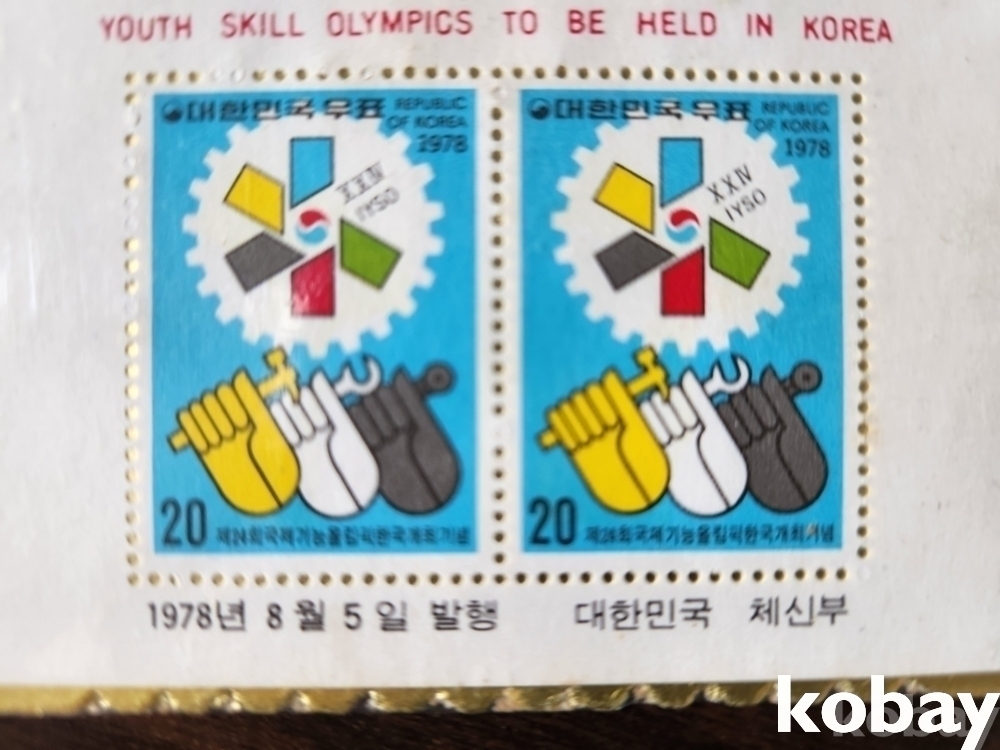 YOUTH SKILL OLYMPICS TO BE HELD IN KOREA
대한민국우표 REPUBLIC OF KOREA 1978
XXIV
IYSO
20 제24회국제기능올림픽한국개최기념
대한민국우표 REPUBLIC OF KOREA 1978
XXIV
IYSO
20 제24회국제기능올림픽한국개최기념
1978년 8월 5일 발행 대한민국 체신부
kobay